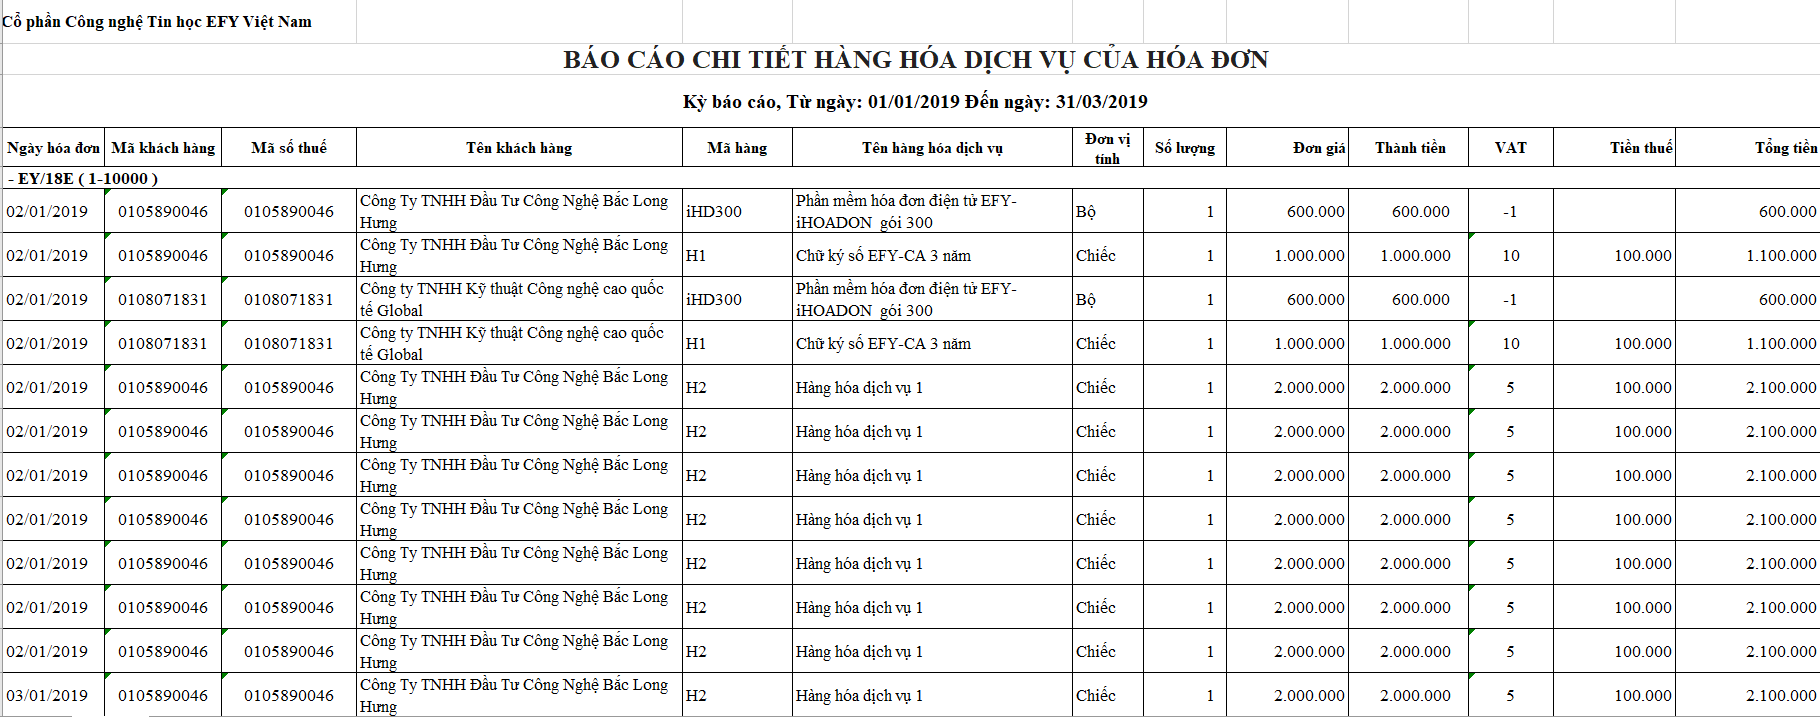 Cổ phần Công nghệ Tin học EFY Việt Nam
BÁO CÁO CHI TIẾT HÀNG HÓA DỊCH VỤ CỦA HÓA ĐƠN
Kỳ báo cáo, Từ ngày: 01/01/2019 Đến ngày: 31/03/2019
Ngày hóa đơn Mã khách hàng Mã số thuế Tên khách hàng Mã hàng Tên hàng hóa dịch vụ Đơn vị tính Số lượng Đơn giá Thành tiền VAT Tiền thuế Tổng tiền
- EY/18E ( 1-10000 )
02/01/2019 0105890046 0105890046 Công Ty TNHH Đầu Tư Công Nghệ Bắc Long Hưng iHD300 Phần mềm hóa đơn điện tử EFY-iHOADON gói 300 Bộ 1 600.000 600.000 -1 600.000
02/01/2019 0105890046 0105890046 Công Ty TNHH Đầu Tư Công Nghệ Bắc Long Hưng H1 Chữ ký số EFY-CA 3 năm Chiếc 1 1.000.000 1.000.000 10 100.000 1.100.000
02/01/2019 0108071831 0108071831 Công ty TNHH Kỹ thuật Công nghệ cao quốc tế Global iHD300 Phần mềm hóa đơn điện tử EFY-iHOADON gói 300 Bộ 1 600.000 600.000 -1 600.000
02/01/2019 0108071831 0108071831 Công ty TNHH Kỹ thuật Công nghệ cao quốc tế Global H1 Chữ ký số EFY-CA 3 năm Chiếc 1 1.000.000 1.000.000 10 100.000 1.100.000
02/01/2019 0105890046 0105890046 Công Ty TNHH Đầu Tư Công Nghệ Bắc Long Hưng H2 Hàng hóa dịch vụ 1 Chiếc 1 2.000.000 2.000.000 5 100.000 2.100.000
02/01/2019 0105890046 0105890046 Công Ty TNHH Đầu Tư Công Nghệ Bắc Long Hưng H2 Hàng hóa dịch vụ 1 Chiếc 1 2.000.000 2.000.000 5 100.000 2.100.000
02/01/2019 0105890046 0105890046 Công Ty TNHH Đầu Tư Công Nghệ Bắc Long Hưng H2 Hàng hóa dịch vụ 1 Chiếc 1 2.000.000 2.000.000 5 100.000 2.100.000
02/01/2019 0105890046 0105890046 Công Ty TNHH Đầu Tư Công Nghệ Bắc Long Hưng H2 Hàng hóa dịch vụ 1 Chiếc 1 2.000.000 2.000.000 5 100.000 2.100.000
02/01/2019 0105890046 0105890046 Công Ty TNHH Đầu Tư Công Nghệ Bắc Long Hưng H2 Hàng hóa dịch vụ 1 Chiếc 1 2.000.000 2.000.000 5 100.000 2.100.000
02/01/2019 0105890046 0105890046 Công Ty TNHH Đầu Tư Công Nghệ Bắc Long Hưng H2 Hàng hóa dịch vụ 1 Chiếc 1 2.000.000 2.000.000 5 100.000 2.100.000
02/01/2019 0105890046 0105890046 Công Ty TNHH Đầu Tư Công Nghệ Bắc Long Hưng H2 Hàng hóa dịch vụ 1 Chiếc 1 2.000.000 2.000.000 5 100.000 2.100.000
03/01/2019 0105890046 0105890046 Công Ty TNHH Đầu Tư Công Nghệ Bắc Long Hưng H2 Hàng hóa dịch vụ 1 Chiếc 1 2.000.000 2.000.000 5 100.000 2.100.000